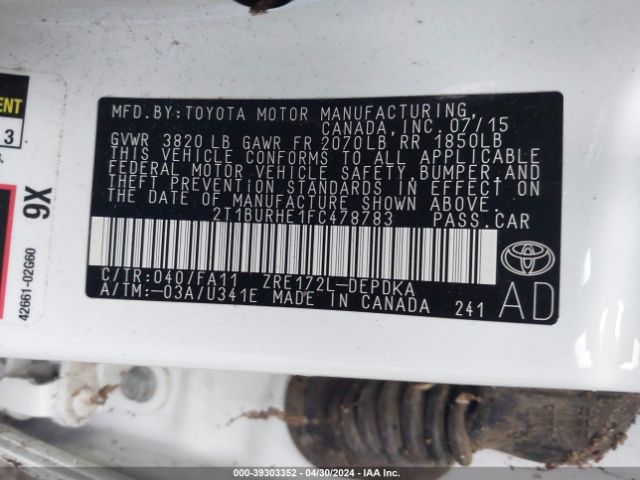 MFD.BY:TOYOTA MOTOR MANUFACTURING,
CANADA, INC. 07/15
GVWR 3820 LB GAWR FR 2070LB RR 1850LB
THIS VEHICLE CONFORMS TO ALL APPLICABLE
FEDERAL MOTOR VEHICLE SAFETY, BUMPER, AND
THEFT PREVENTION STANDARDS IN EFFECT ON
THE DATE OF MANUFACTURE SHOWN ABOVE.
2T1BURHE1FC478783 PASS.CAR
C/TR:040/FA11 ZRE172L-DEPDKA
A/TM:-03A/U341E MADE IN CANADA 241
AD
TOYOTA
9X
42661-02G60
3
000-39303352 - 04/30/2024 - IAA Inc.